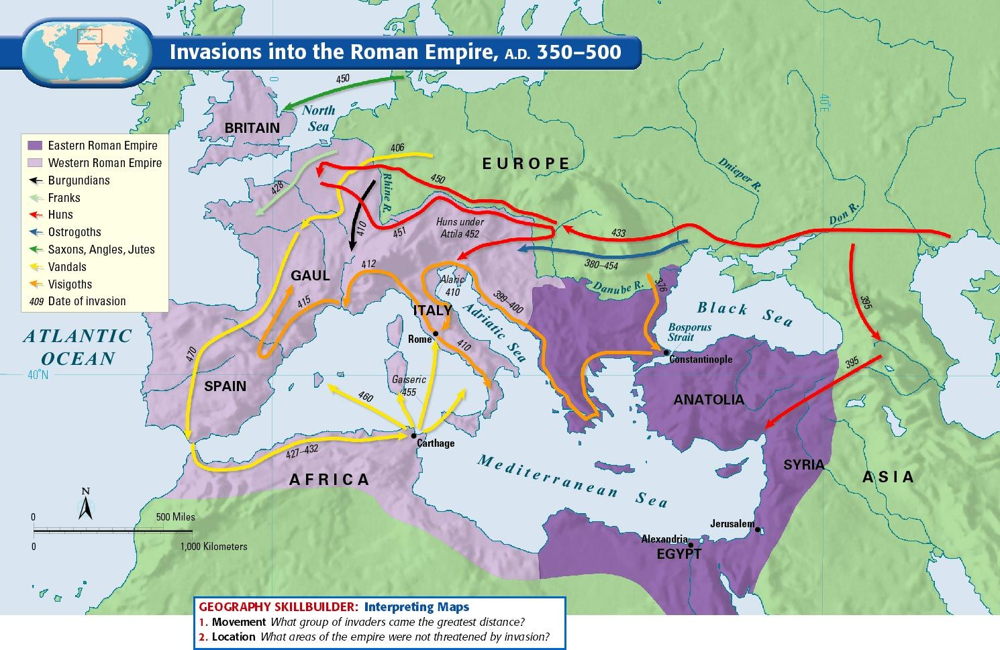 Invasions into the Roman Empire, A.D. 350–500
Eastern Roman Empire
Western Roman Empire
Burgundians
Franks
Huns
Ostrogoths
Saxons, Angles, Jutes
Vandals
Visigoths
409 Date of invasion
0°
450
North
Sea
BRITAIN
40°E
406
EUROPE
Dnieper R.
428
Rhine R.
450
Don R.
410
451
Huns under
Attila 452
433
380–454
412
GAUL
Alaric
410
Danube R.
376
415
399–400
ITALY
Adriatic Sea
Black Sea
395
Bosporus
Strait
ATLANTIC
OCEAN
Rome
410
470
Constantinople
395
40°N
SPAIN
Gaiseric
455
460
ANATOLIA
Carthage
427–432
Mediterranean Sea
SYRIA
AFRICA
ASIA
N
0
500 Miles
0
1,000 Kilometers
Jerusalem
Alexandria
EGYPT
GEOGRAPHY SKILLBUILDER: Interpreting Maps
1. Movement What group of invaders came the greatest distance?
2. Location What areas of the empire were not threatened by invasion?